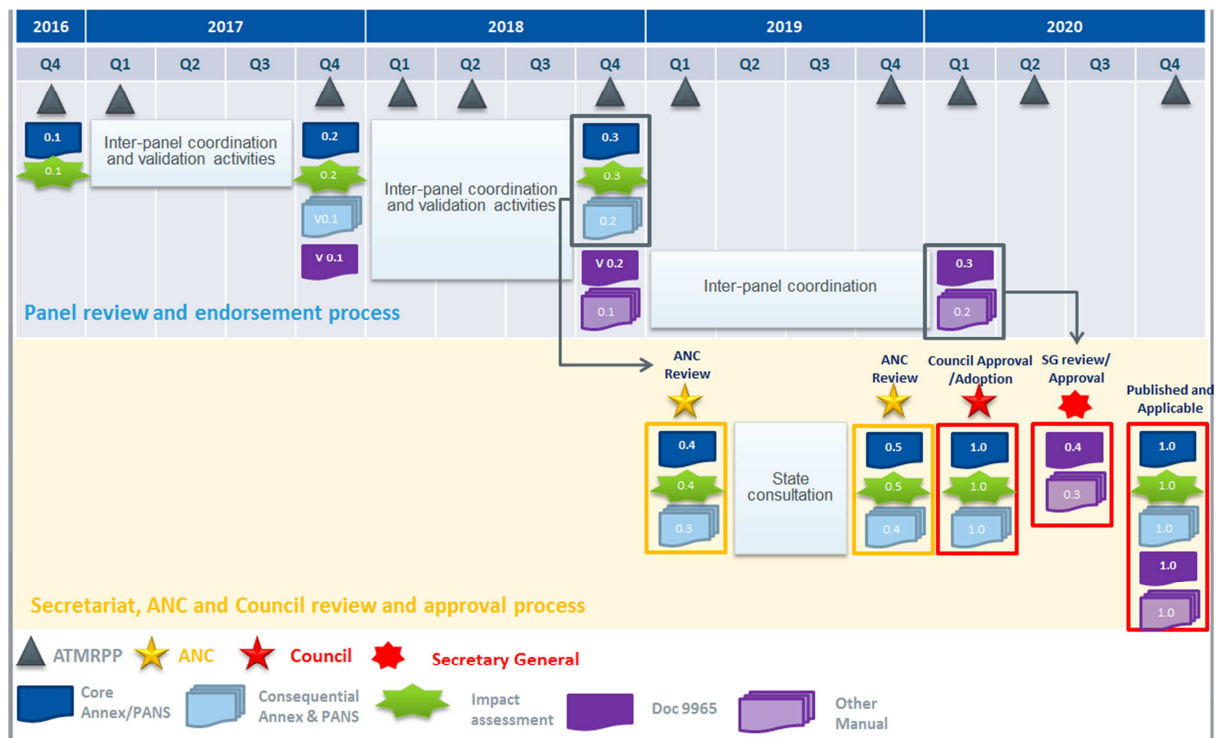 2016 2017 2018 2019 2020
Q4 Q1 Q2 Q3 Q4 Q1 Q2 Q3 Q4 Q1 Q2 Q3 Q4 Q1 Q2 Q3 Q4
0.1
0.1
Inter-panel coordination
and validation activities
0.2
0.2
V0.1
V 0.1
Inter-panel coordination
and validation activities
0.3
0.3
0.2
V 0.2
0.1
Inter-panel coordination
0.3
0.2
Panel review and endorsement process
ANC
Review
0.4
0.4
0.3
State
consultation
ANC
Review
0.5
0.5
0.4
Council Approval
/Adoption
1.0
1.0
1.0
SG review/
Approval
0.4
0.3
Published and
Applicable
1.0
1.0
1.0
1.0
1.0
Secretariat, ANC and Council review and approval process
ATMRPP ANC Council Secretary General
Core
Annex/PANS
Consequential
Annex & PANS
Impact
assessment
Doc 9965
Other
Manual